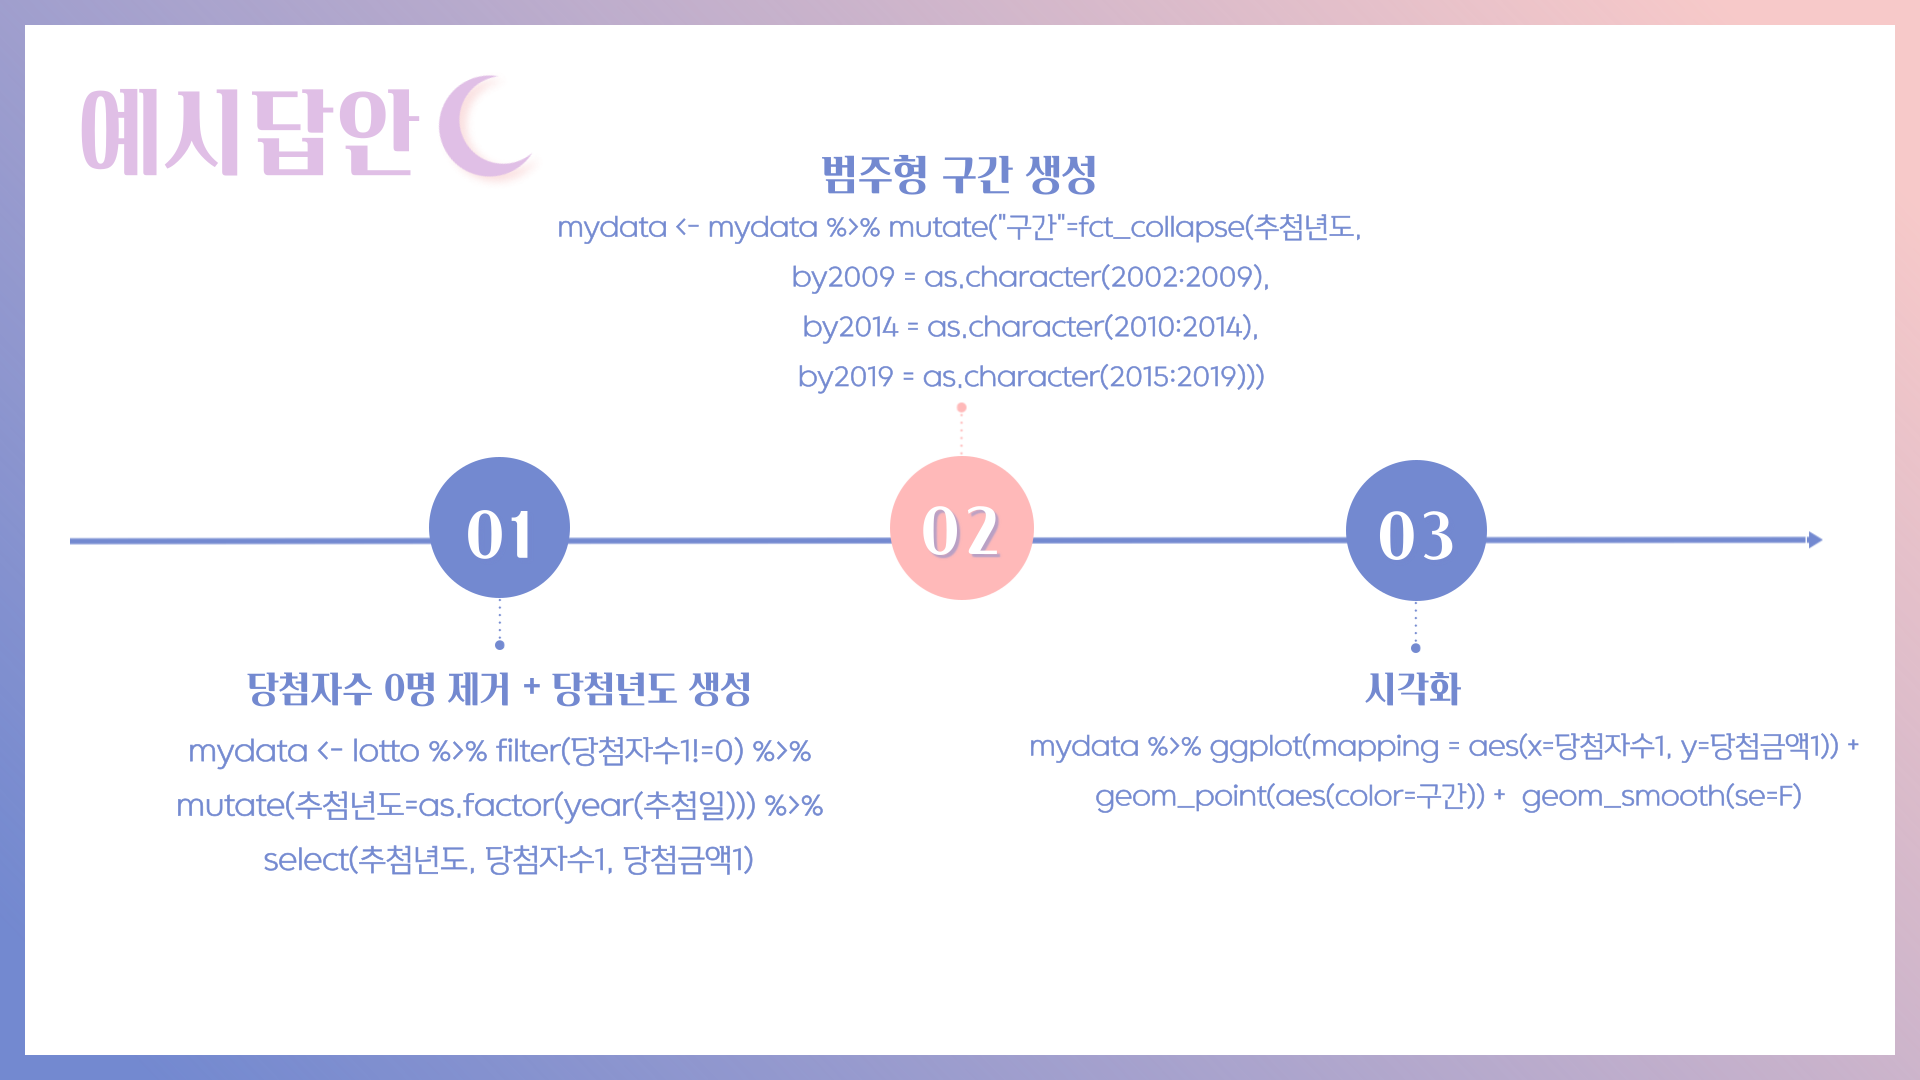 예시답안
01
당첨자수 0명 제거 + 당첨년도 생성
mydata <- lotto %>% filter(당첨자수1!=0) %>%
mutate(추첨년도=as.factor(year(추첨일))) %>%
select(추첨년도, 당첨자수1, 당첨금액1)
범주형 구간 생성
mydata <- mydata %>% mutate("구간"=fct_collapse(추첨년도,
by2009 = as.character(2002:2009),
by2014 = as.character(2010:2014),
by2019 = as.character(2015:2019)))
02
03
시각화
mydata %>% ggplot(mapping = aes(x=당첨자수1, y=당첨금액1)) +
geom_point(aes(color=구간)) + geom_smooth(se=F)